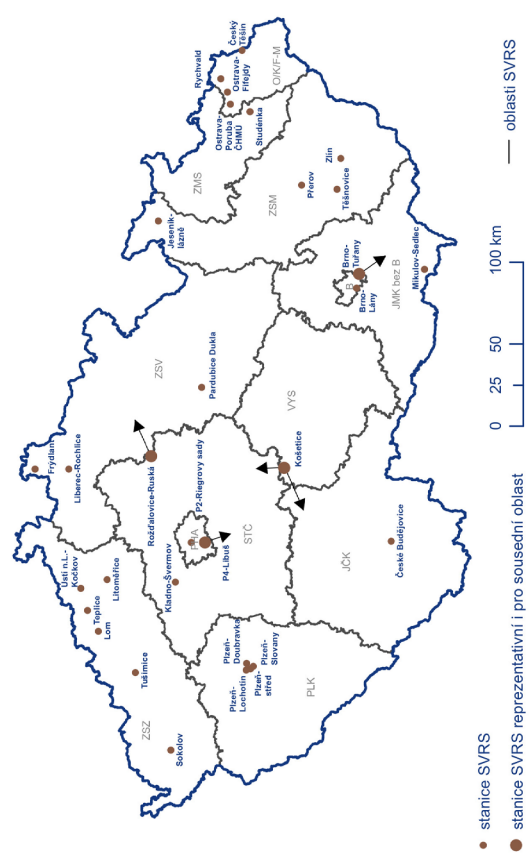 Frýdlant
Liberec-Rochlice
Ústí n.L.-
Kočkov
Teplice
Lom
Litoměřice
Tušimice
ZSZ
Sokolov
ZSV
Rožďalovice-Ruská
Pardubice Dukla
P2-Riegrovy sady
Kladno-Švermov
PHA
P4-Libuš
STČ
Plzeň-
Lochotín
Plzeň-
Doubravka
Plzeň-
střed
Plzeň-
Slovany
PLK
Košetice
VYS
JČK
České Budějovice
Jeseník-
lázně
ZMS
ZSM
Rychvald
Český
Těšín
Ostrava-
Fifejdy
Ostrava-
Poruba
ČHMÚ
Studénka
O/K/F-M
Přerov
Zlín
Těšnovice
Brno-
Tuřany
B
Brno-
Lány
JMK bez B
Mikulov-Sedlec
0 25 50 100 km
stanice SVRS
stanice SVRS reprezentativní i pro sousední oblast
oblasti SVRS